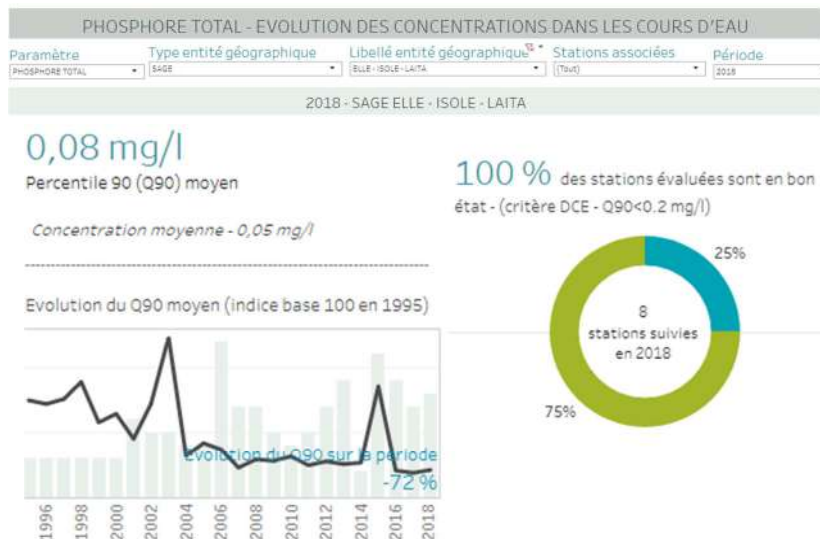 PHOSPHORE TOTAL - EVOLUTION DES CONCENTRATIONS DANS LES COURS D'EAU
Paramètre
Type entité géographique
Libellé entité géographique
Stations associées
Période
PHOSPHORE TOTAL
SAGE
ELLE - ISOLE - LAITA
(Tout)
2018
2018 - SAGE ELLE - ISOLE - LAITA
0,08 mg/l
Percentile 90 (Q90) moyen
Concentration moyenne - 0,05 mg/l
Evolution du Q90 moyen (indice base 100 en 1995)
Evolution du Q90 sur la période
-72 %
1996
1998
2000
2002
2004
2006
2008
2010
2012
2014
2016
2018
100 % des stations évaluées sont en bon
état - (critère DCE - Q90<0.2 mg/l)
25%
8
stations suivies
en 2018
75%